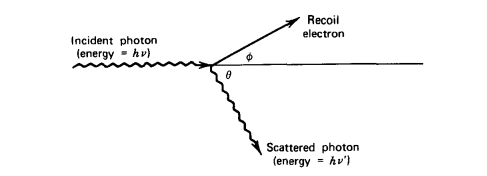 Recoil
electron
Incident photon
(energy = hν)
ϕ
θ
Scattered photon
(energy = hν′)